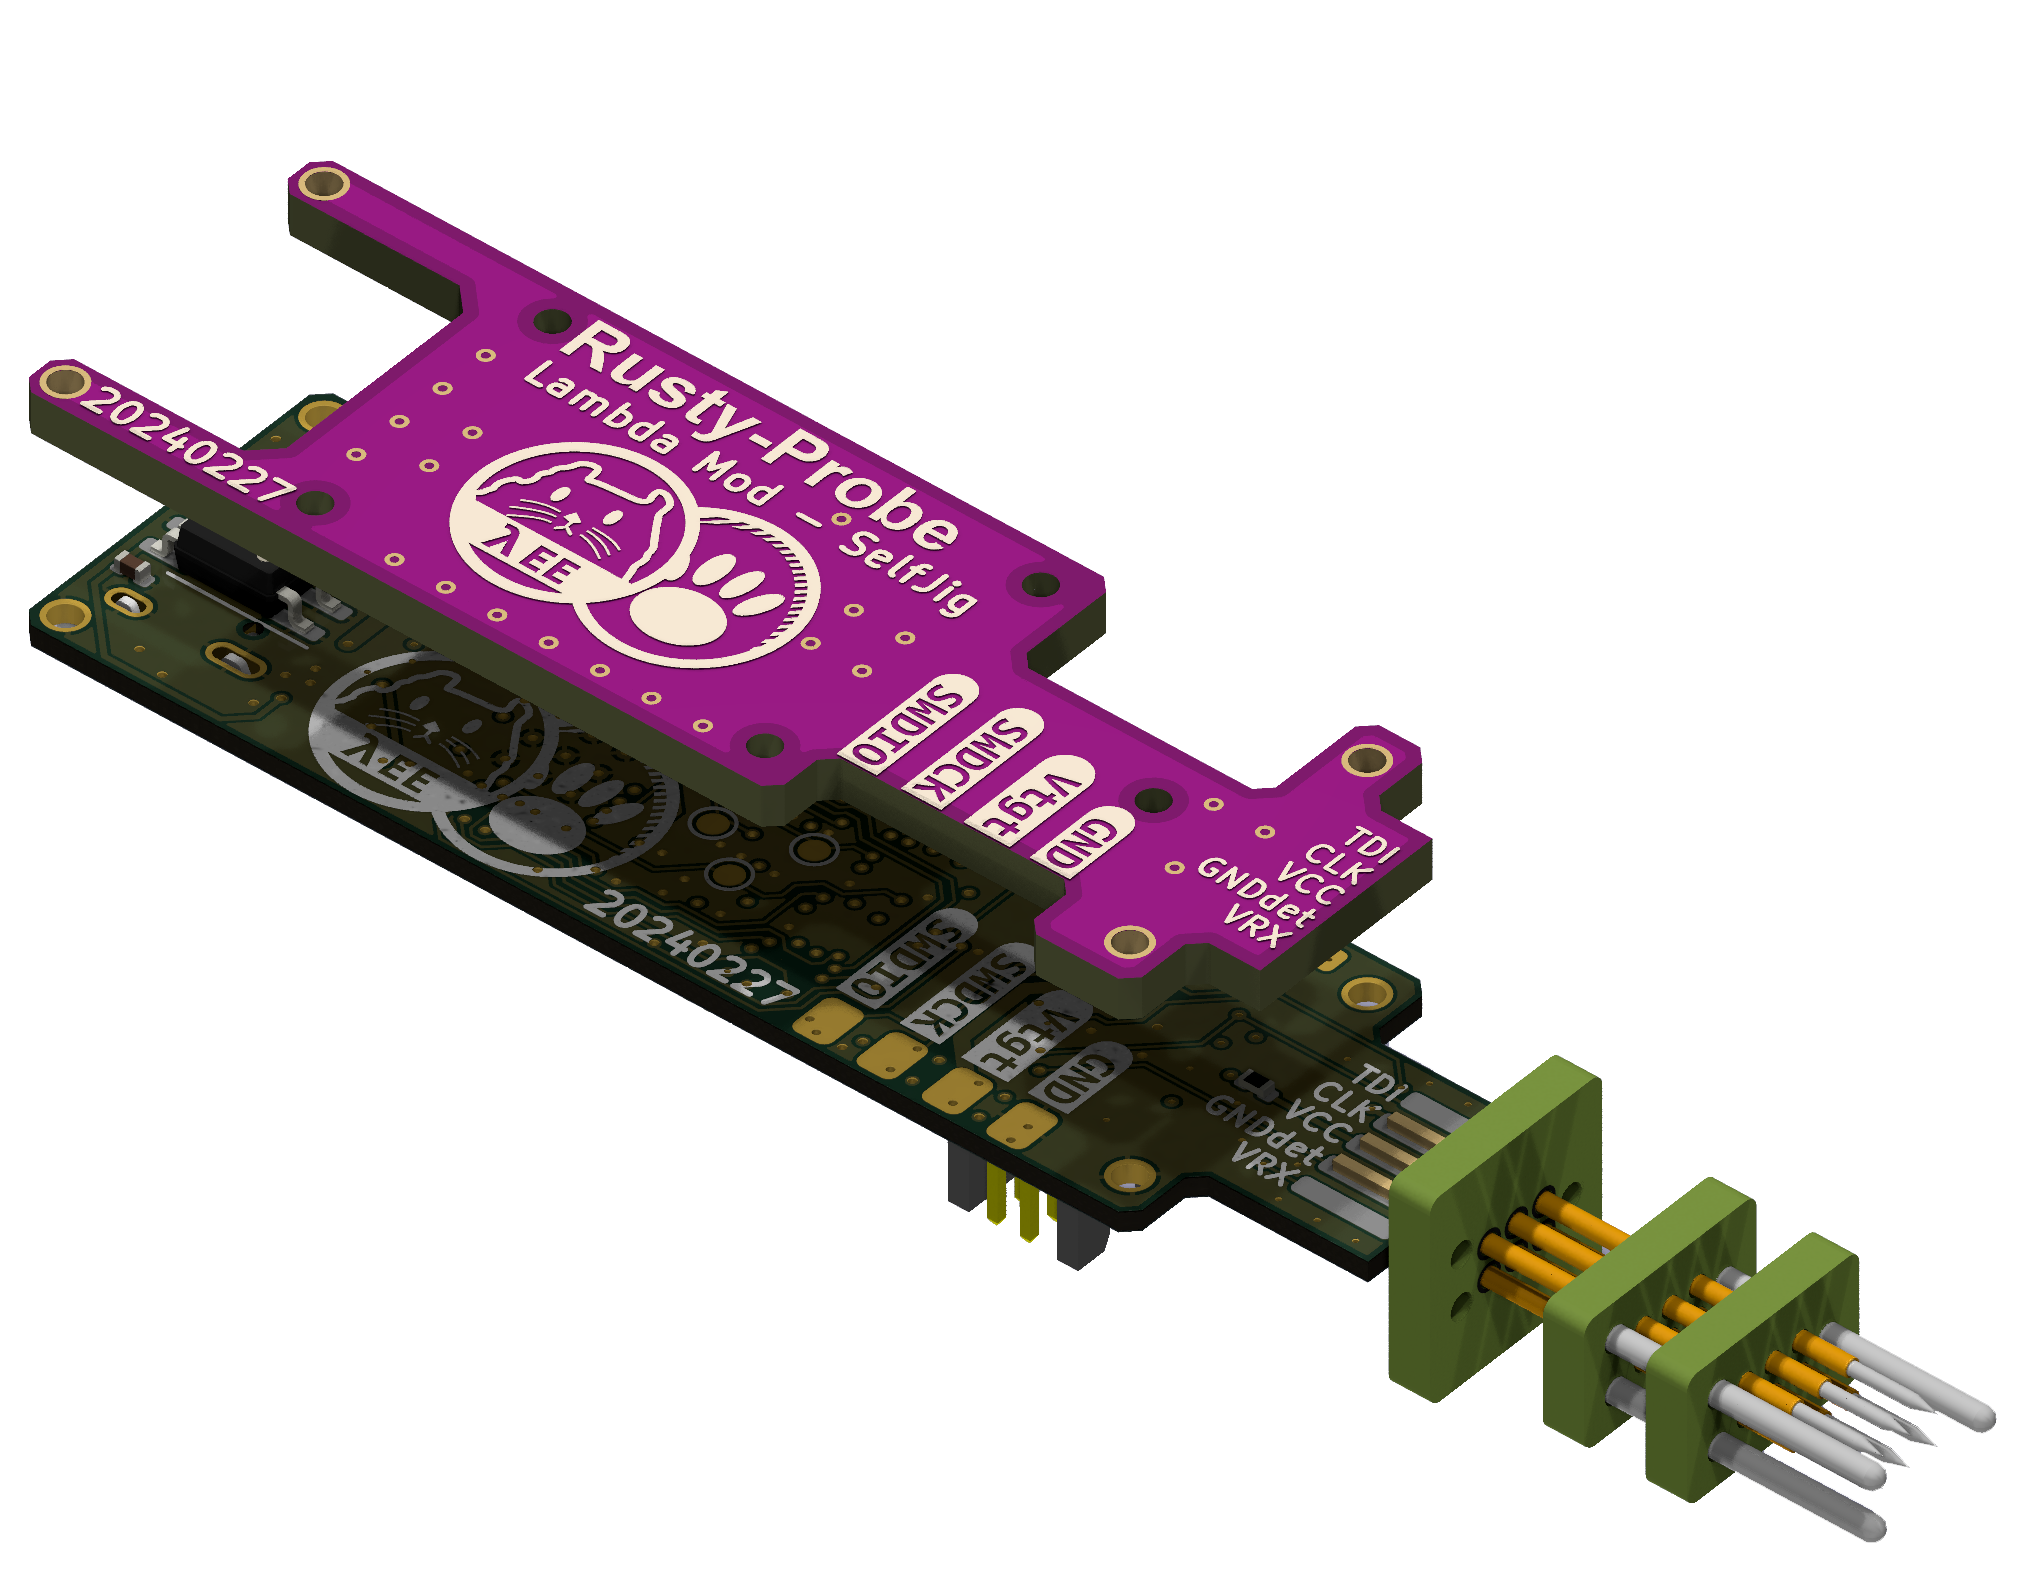 Rusty-Probe
Lambda Mod - SelfJig
20240227
λEE
SWDIO
SWDCK
Vtgt
GND
TDI
CLK
VCC
GNDdet
VRX
λEE
20240227
SWDIO
SWDCK
Vtgt
GND
TDI
CLK
VCC
GNDdet
VRX